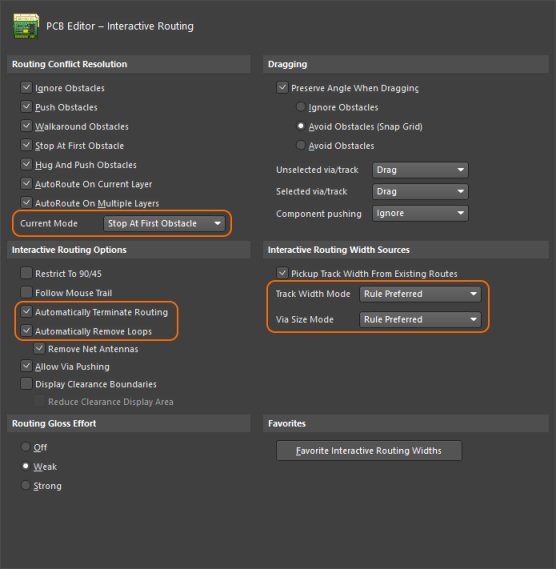 PCB Editor – Interactive Routing
Routing Conflict Resolution
Ignore Obstacles
Push Obstacles
Walkaround Obstacles
Stop At First Obstacle
Hug And Push Obstacles
AutoRoute On Current Layer
AutoRoute On Multiple Layers
Current Mode Stop At First Obstacle
Dragging
Preserve Angle When Dragging
Ignore Obstacles
Avoid Obstacles (Snap Grid)
Avoid Obstacles
Unselected via/track Drag
Selected via/track Drag
Component pushing Ignore
Interactive Routing Options
Restrict To 90/45
Follow Mouse Trail
Automatically Terminate Routing
Automatically Remove Loops
Remove Net Antennas
Allow Via Pushing
Display Clearance Boundaries
Reduce Clearance Display Area
Interactive Routing Width Sources
Pickup Track Width From Existing Routes
Track Width Mode Rule Preferred
Via Size Mode Rule Preferred
Routing Gloss Effort
Off
Weak
Strong
Favorites
Favorite Interactive Routing Widths